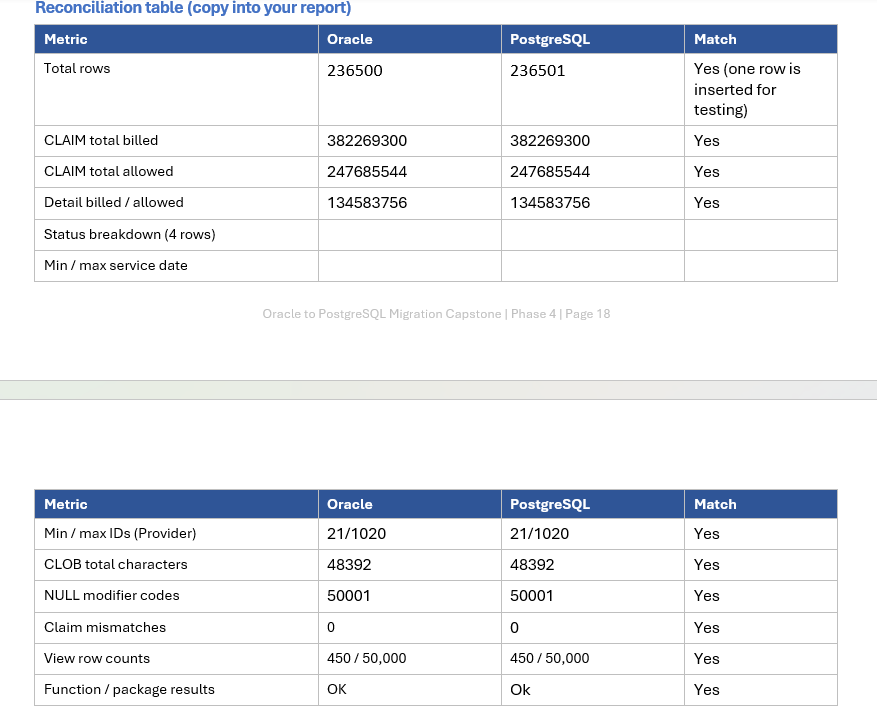 Reconciliation table (copy into your report)
Metric Oracle PostgreSQL Match
Total rows 236500 236501 Yes (one row is
inserted for
testing)
CLAIM total billed 382269300 382269300 Yes
CLAIM total allowed 247685544 247685544 Yes
Detail billed / allowed 134583756 134583756 Yes
Status breakdown (4 rows)
Min / max service date
Oracle to PostgreSQL Migration Capstone | Phase 4 | Page 18
Metric Oracle PostgreSQL Match
Min / max IDs (Provider) 21/1020 21/1020 Yes
CLOB total characters 48392 48392 Yes
NULL modifier codes 50001 50001 Yes
Claim mismatches 0 0 Yes
View row counts 450 / 50,000 450 / 50,000 Yes
Function / package results OK Ok Yes